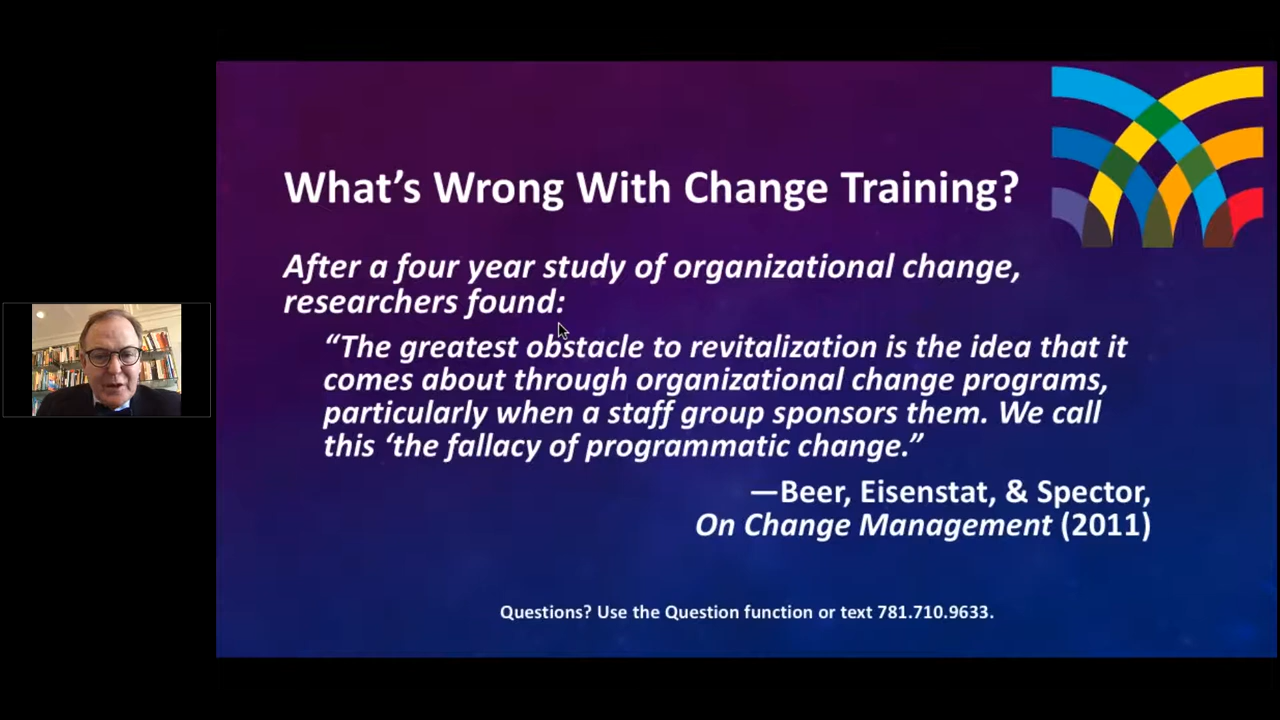 What’s Wrong With Change Training?
After a four year study of organizational change,
researchers found:
“The greatest obstacle to revitalization is the idea that it
comes about through organizational change programs,
particularly when a staff group sponsors them. We call
this ‘the fallacy of programmatic change.”
—Beer, Eisenstat, & Spector,
On Change Management (2011)
Questions? Use the Question function or text 781.710.9633.